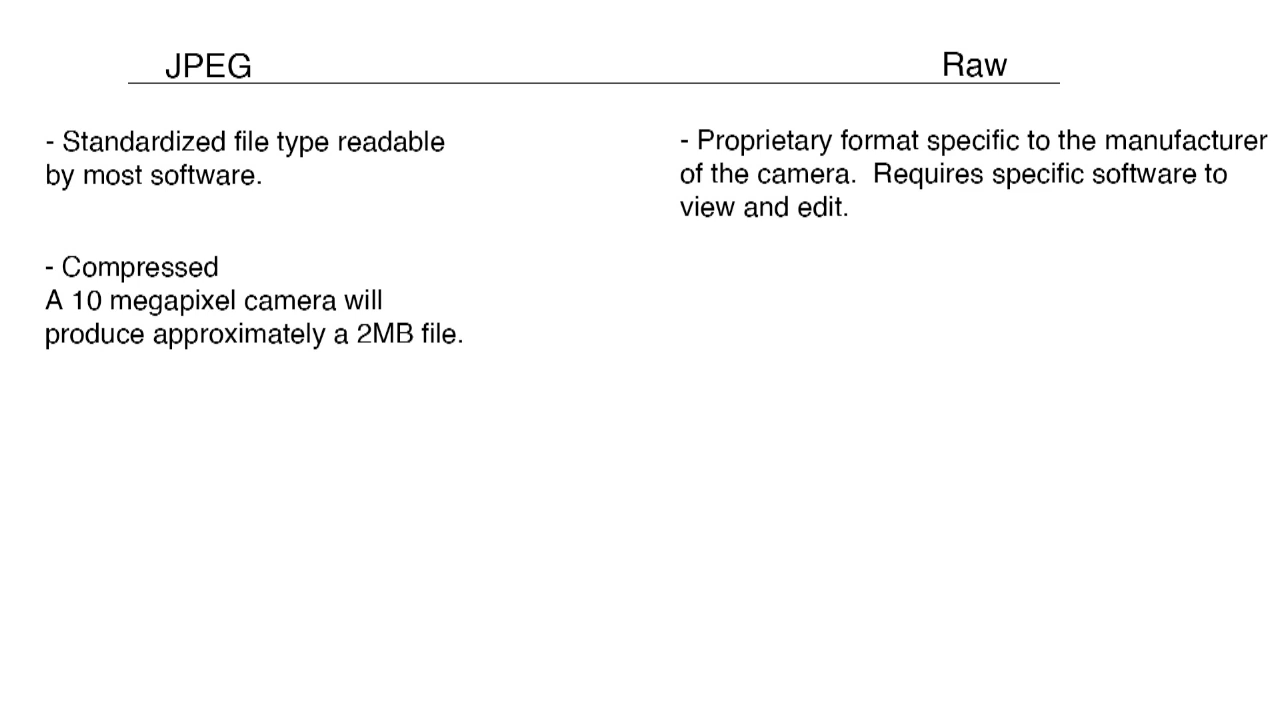 JPEG
Raw
- Standardized file type readable
by most software.
- Proprietary format specific to the manufacturer
of the camera.  Requires specific software to
view and edit.
- Compressed
A 10 megapixel camera will
produce approximately a 2MB file.